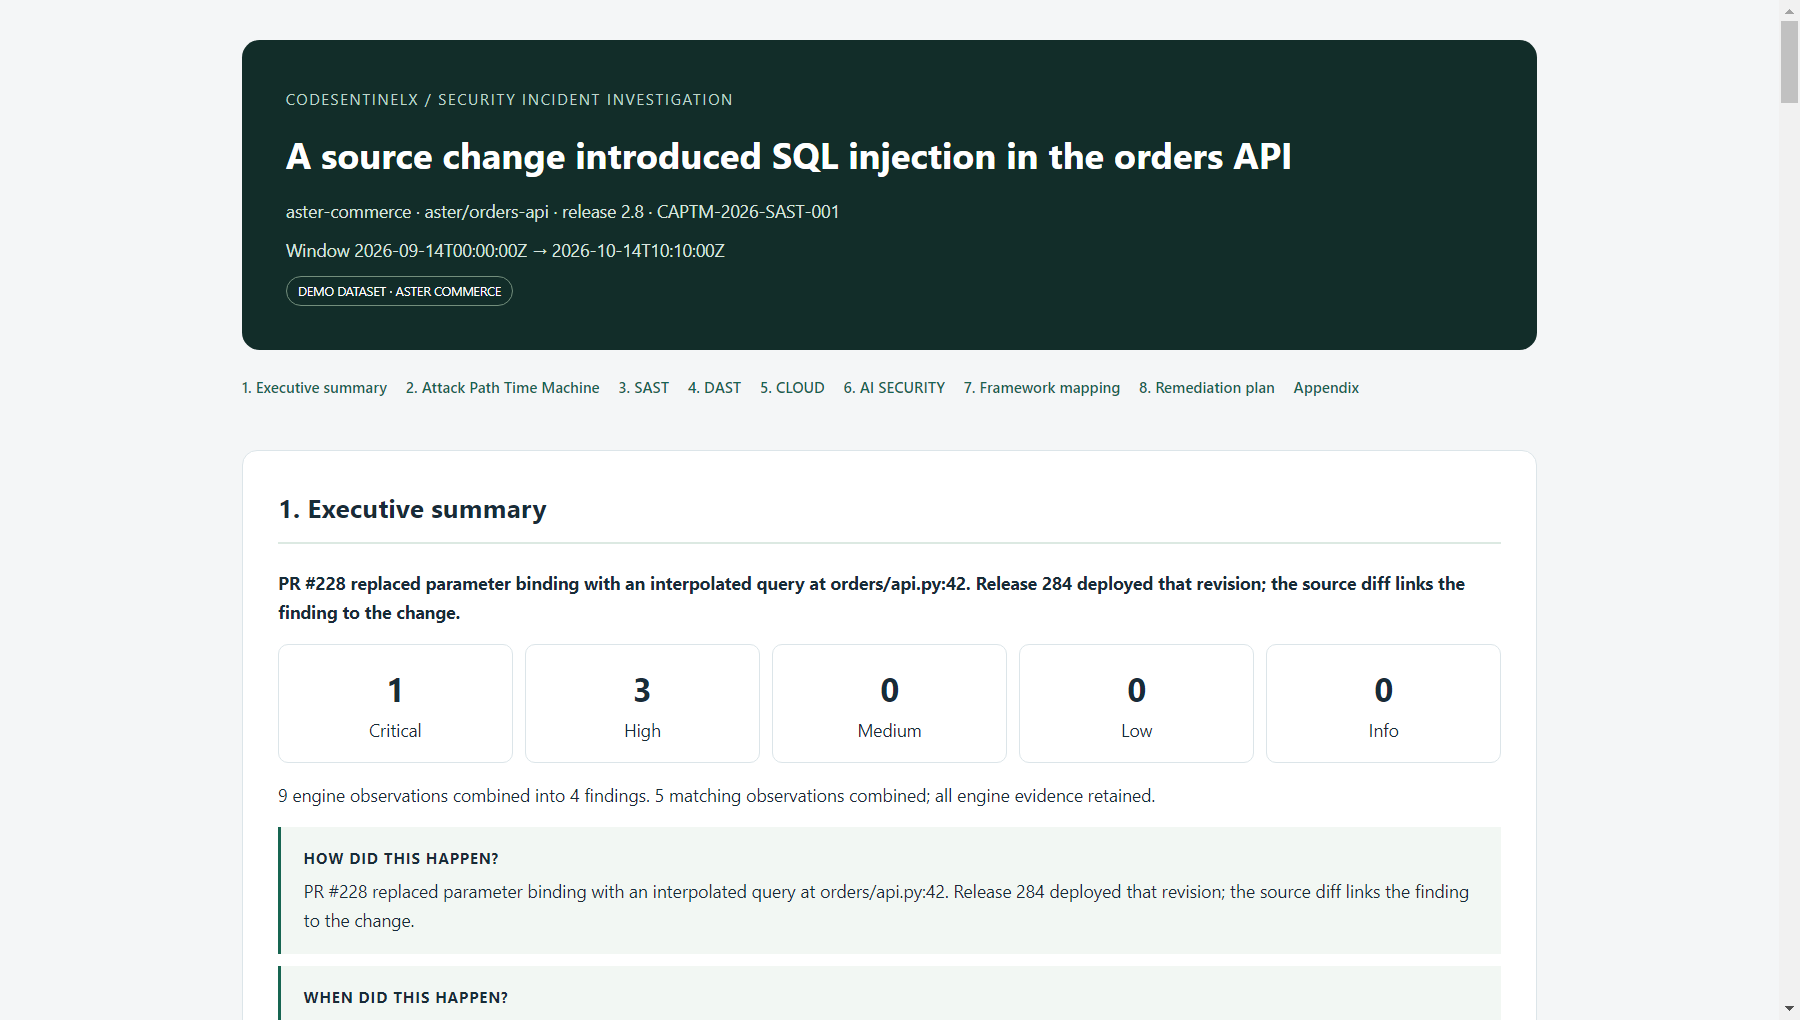 CODESENTINELX / SECURITY INCIDENT INVESTIGATION
A source change introduced SQL injection in the orders API
aster-commerce · aster/orders-api · release 2.8 · CAPTM-2026-SAST-001
Window 2026-09-14T00:00:00Z → 2026-10-14T10:10:00Z
DEMO DATASET · ASTER COMMERCE
1. Executive summary 2. Attack Path Time Machine 3. SAST 4. DAST 5. CLOUD 6. AI SECURITY 7. Framework mapping 8. Remediation plan Appendix
1. Executive summary
PR #228 replaced parameter binding with an interpolated query at orders/api.py:42. Release 284 deployed that revision; the source diff links the
finding to the change.
1 3 0 0 0
Critical High Medium Low Info
9 engine observations combined into 4 findings. 5 matching observations combined; all engine evidence retained.
HOW DID THIS HAPPEN?
PR #228 replaced parameter binding with an interpolated query at orders/api.py:42. Release 284 deployed that revision; the source diff links the finding
to the change.
WHEN DID THIS HAPPEN?